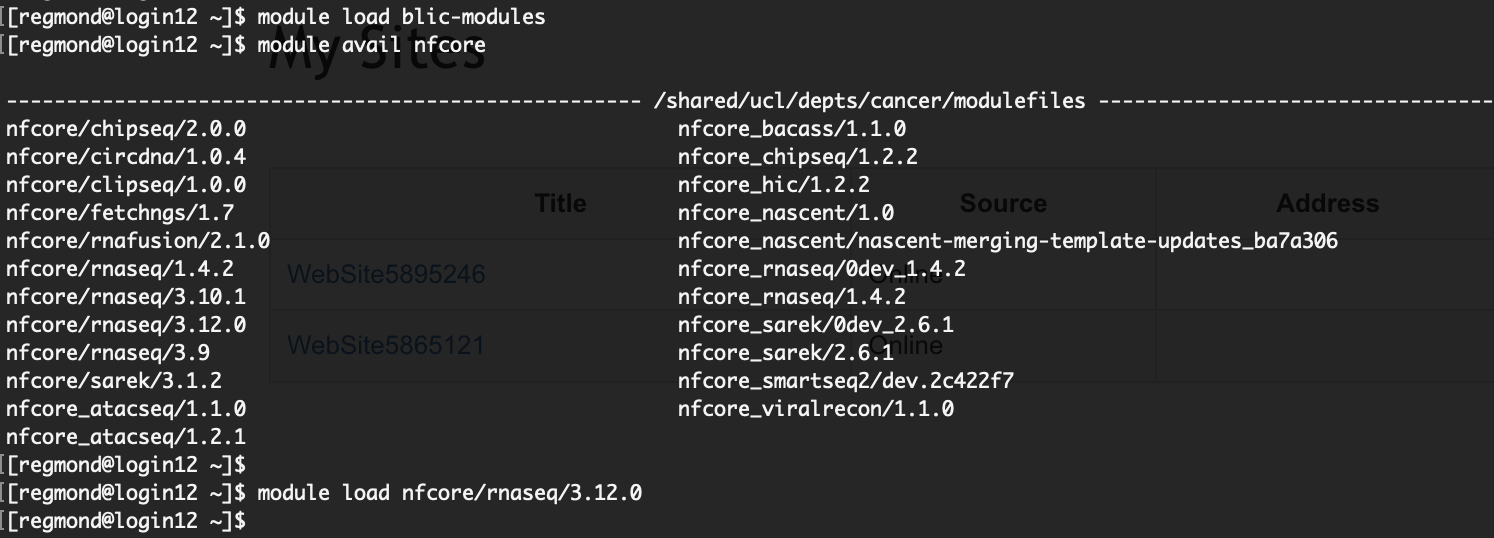 [regmond@login12 ~]$ module load blic-modules
[regmond@login12 ~]$ module avail nfcore
My Sites
----------------------------------------------------- /shared/ucl/depts/cancer/modulefiles ---------------------------------
nfcore/chipseq/2.0.0 nfcore_bacass/1.1.0
nfcore/circdna/1.0.4 nfcore_chipseq/1.2.2
nfcore/clipseq/1.0.0 nfcore_hic/1.2.2
Title Source Address
nfcore/fetchngs/1.7 nfcore_nascent/1.0
nfcore/rnafusion/2.1.0 nfcore_nascent/nascent-merging-template-updates_ba7a306
nfcore/rnaseq/1.4.2 nfcore_rnaseq/0dev_1.4.2
WebSite5895246 Online
nfcore/rnaseq/3.10.1 nfcore_rnaseq/1.4.2
nfcore/rnaseq/3.12.0 nfcore_sarek/0dev_2.6.1
WebSite5865121 Online
nfcore/rnaseq/3.9 nfcore_sarek/2.6.1
nfcore/sarek/3.1.2 nfcore_smartseq2/dev.2c422f7
nfcore_atacseq/1.1.0 nfcore_viralrecon/1.1.0
nfcore_atacseq/1.2.1
[regmond@login12 ~]$
[regmond@login12 ~]$ module load nfcore/rnaseq/3.12.0
[regmond@login12 ~]$